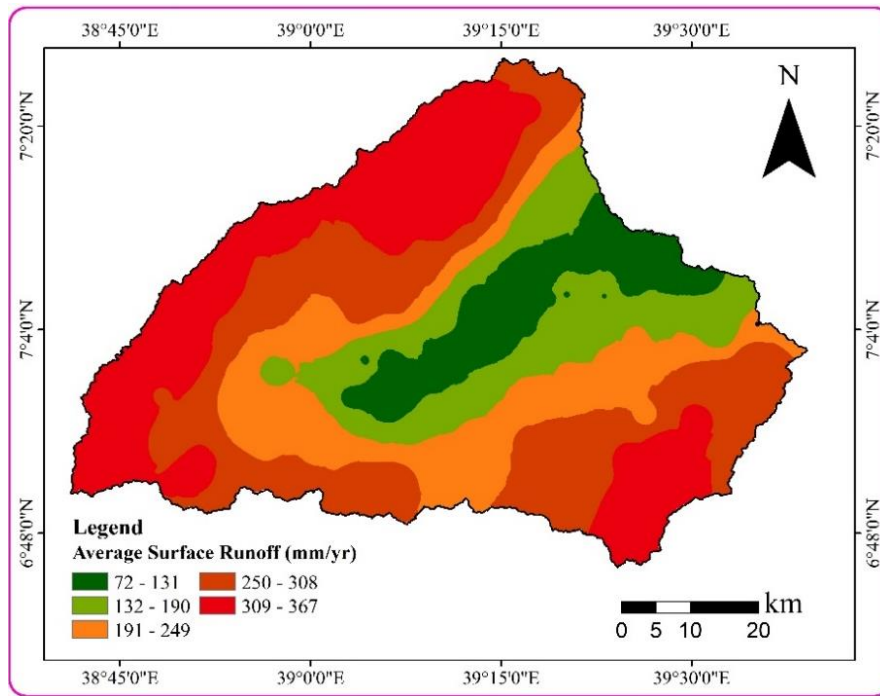 38°45'0"E 39°0'0"E 39°15'0"E 39°30'0"E
N
7°20'0"N 7°20'0"N
7°4'0"N 7°4'0"N
6°48'0"N 6°48'0"N
Legend
Average Surface Runoff (mm/yr)
72 - 131 250 - 308
132 - 190 309 - 367
191 - 249
km
0 5 10 20
38°45'0"E 39°0'0"E 39°15'0"E 39°30'0"E